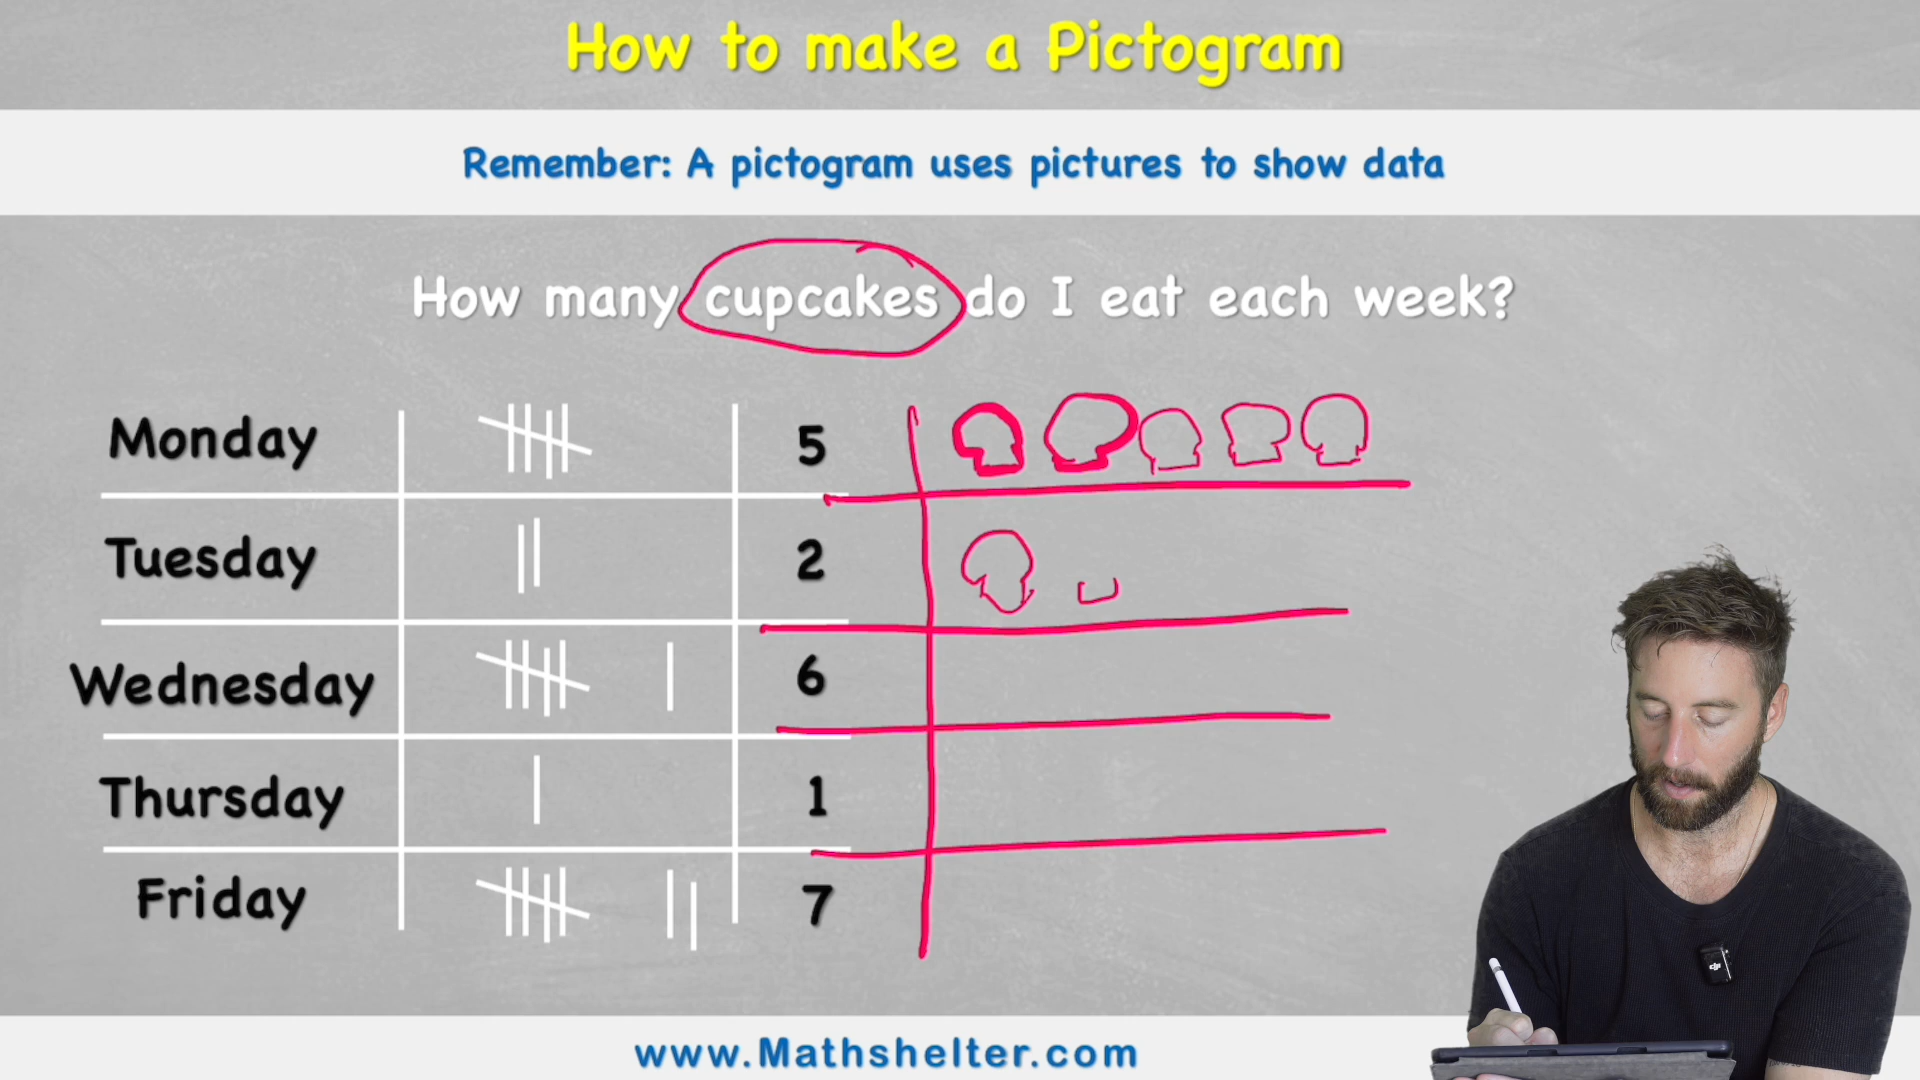 How to make a Pictogram
Remember: A pictogram uses pictures to show data
How many cupcakes do I eat each week?
Monday 5
Tuesday 2
Wednesday 6
Thursday 1
Friday 7
dji
www.Mathshelter.com